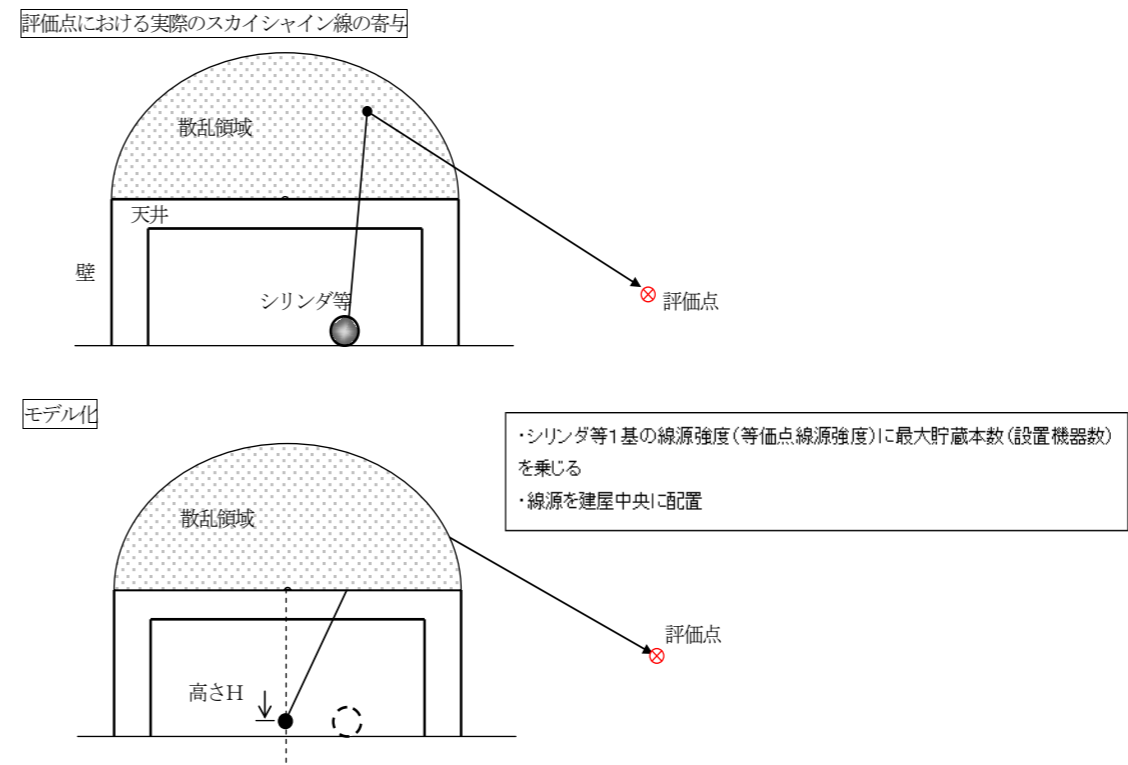 評価点における実際のスカイシャイン線の寄与
散乱領域
天井
壁
シリンダ等
評価点
モデル化
・シリンダ等1基の線源強度(等価点線源強度)に最大貯蔵本数(設置機器数)
を乗じる
・線源を建屋中央に配置
散乱領域
評価点
高さH